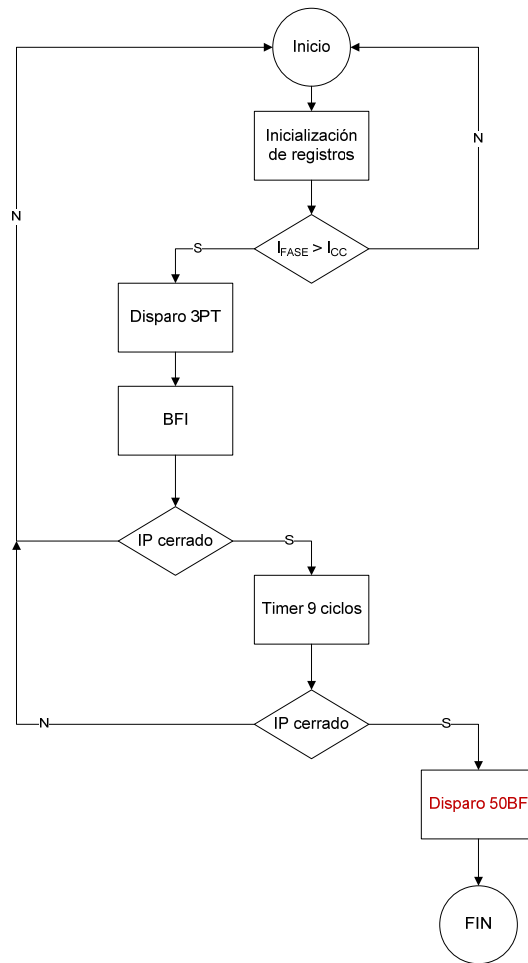 Inicio
Inicialización
de registros
N
N
S
I_FASE > I_CC
Disparo 3PT
BFI
IP cerrado
S
Timer 9 ciclos
N
IP cerrado
S
Disparo 50BF
FIN